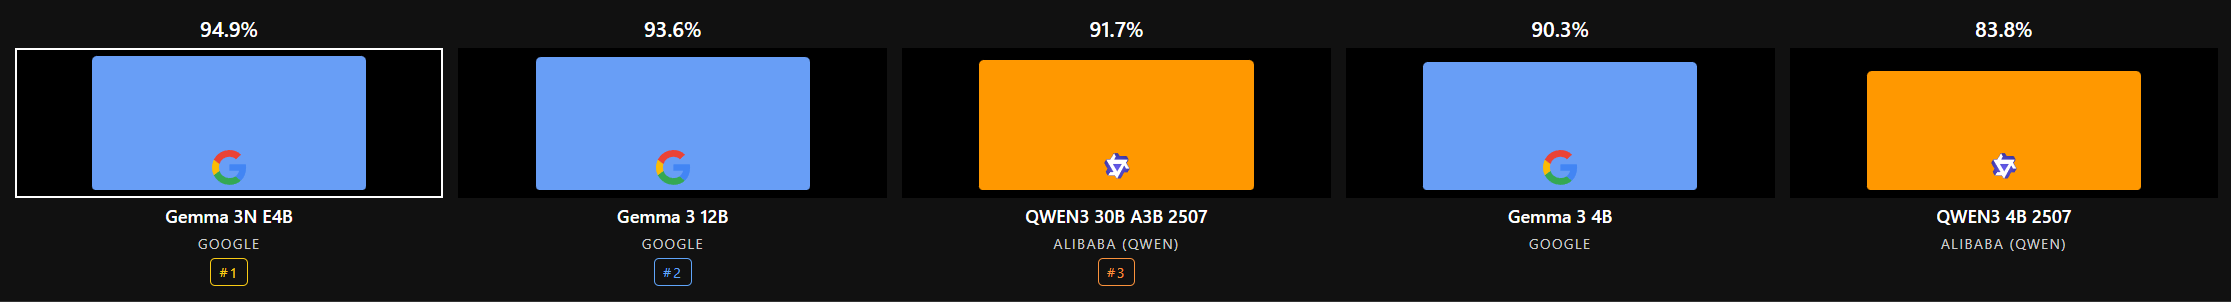 94.9%
93.6%
91.7%
90.3%
83.8%
Gemma 3N E4B
Gemma 3 12B
QWEN3 30B A3B 2507
Gemma 3 4B
QWEN3 4B 2507
GOOGLE
GOOGLE
ALIBABA (QWEN)
GOOGLE
ALIBABA (QWEN)
#1
#2
#3